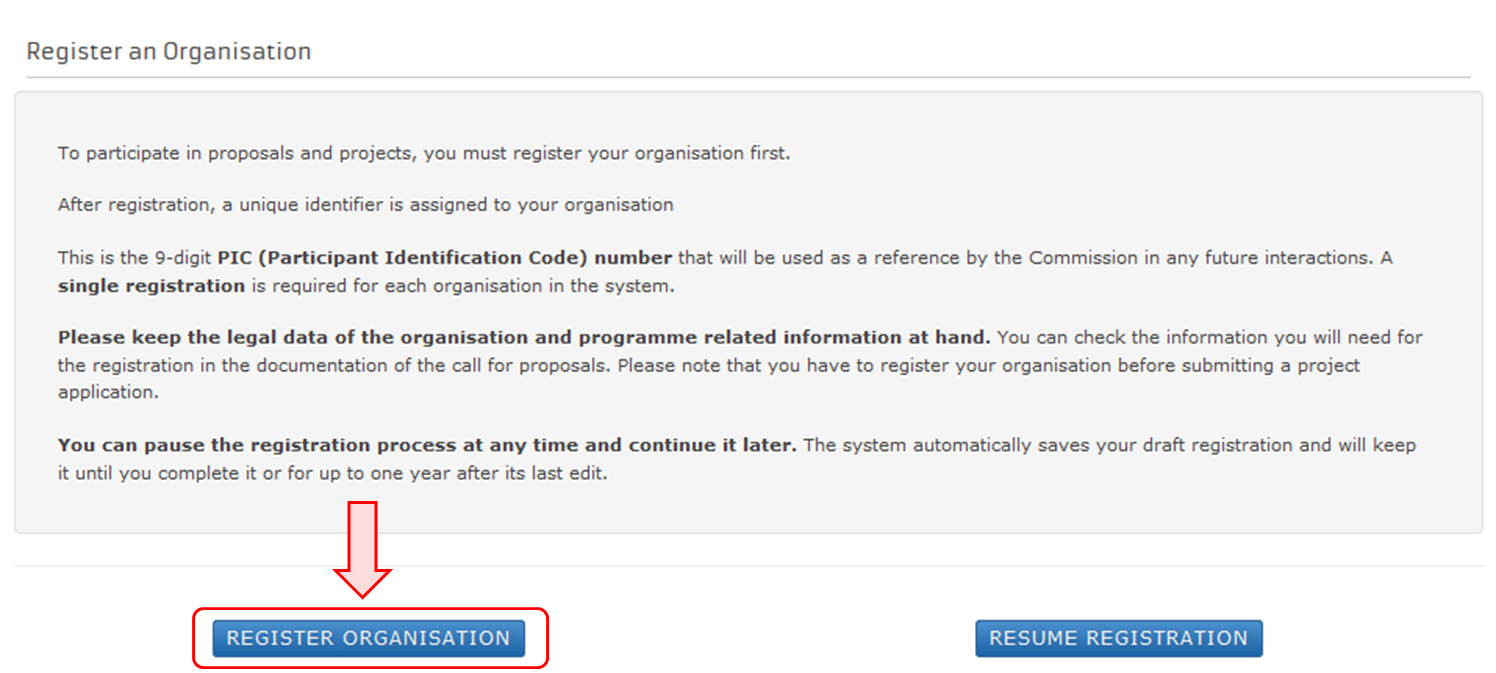 Register an Organisation
To participate in proposals and projects, you must register your organisation first.
After registration, a unique identifier is assigned to your organisation
This is the 9-digit PIC (Participant Identification Code) number that will be used as a reference by the Commission in any future interactions. A
single registration is required for each organisation in the system.
Please keep the legal data of the organisation and programme related information at hand. You can check the information you will need for
the registration in the documentation of the call for proposals. Please note that you have to register your organisation before submitting a project
application.
You can pause the registration process at any time and continue it later. The system automatically saves your draft registration and will keep
it until you complete it or for up to one year after its last edit.
REGISTER ORGANISATION
RESUME REGISTRATION